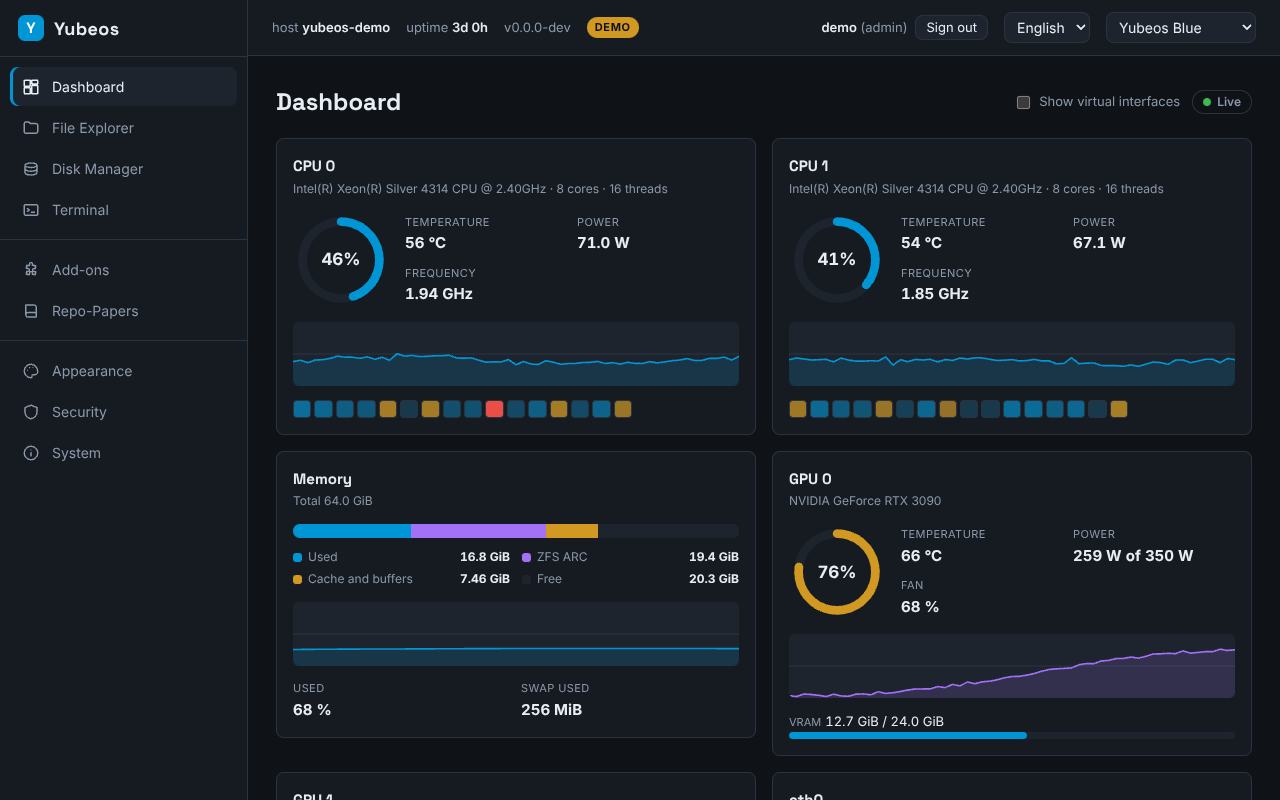 Y Yubeos
host yubeos-demo uptime 3d 0h v0.0.0-dev DEMO demo (admin) Sign out English Yubeos Blue
Dashboard
File Explorer
Disk Manager
Terminal
Add-ons
Repo-Papers
Appearance
Security
System
Dashboard
Show virtual interfaces Live
CPU 0
Intel(R) Xeon(R) Silver 4314 CPU @ 2.40GHz · 8 cores · 16 threads
46%
TEMPERATURE POWER
56 °C 71.0 W
FREQUENCY
1.94 GHz
CPU 1
Intel(R) Xeon(R) Silver 4314 CPU @ 2.40GHz · 8 cores · 16 threads
41%
TEMPERATURE POWER
54 °C 67.1 W
FREQUENCY
1.85 GHz
Memory
Total 64.0 GiB
Used 16.8 GiB ZFS ARC 19.4 GiB
Cache and buffers 7.46 GiB Free 20.3 GiB
USED SWAP USED
68 % 256 MiB
GPU 0
NVIDIA GeForce RTX 3090
76%
TEMPERATURE POWER
66 °C 259 W of 350 W
FAN
68 %
VRAM 12.7 GiB / 24.0 GiB
GPU 1
eth0